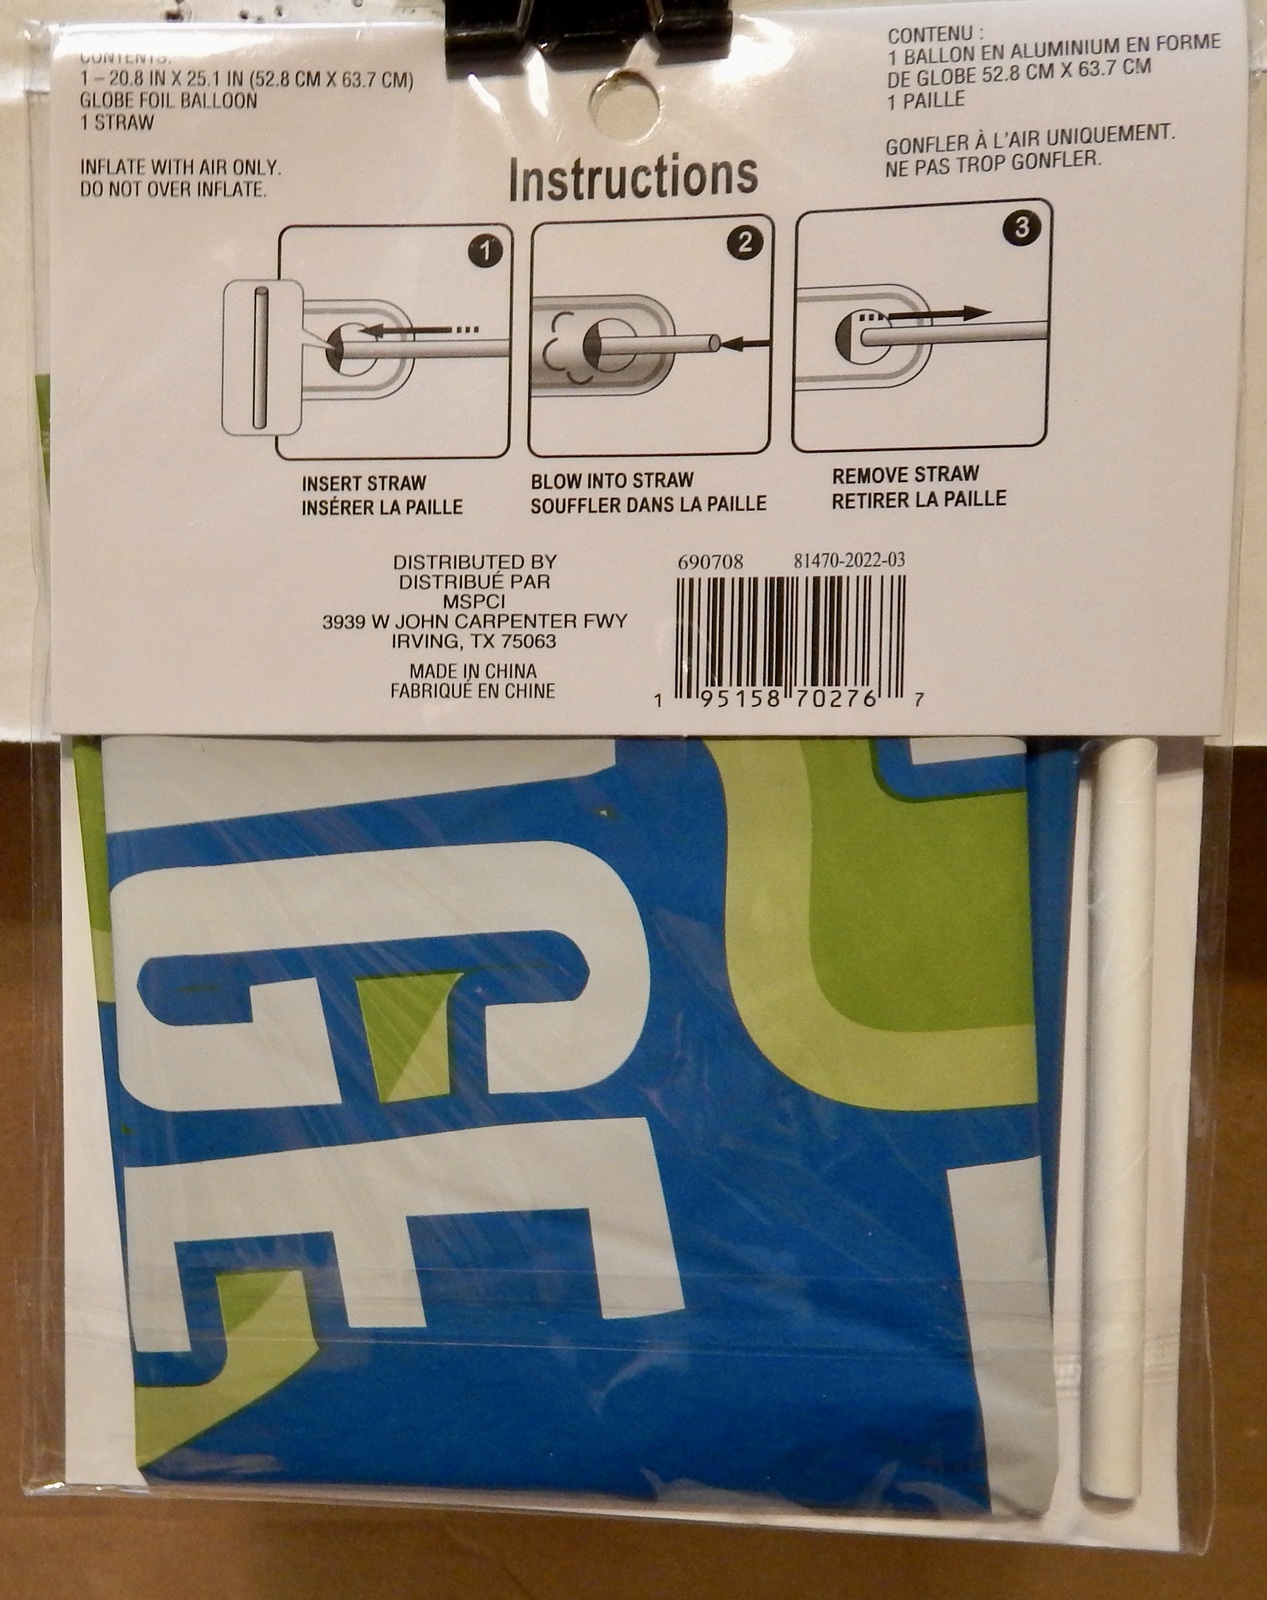 CONTENTS:
1 – 20.8 IN X 25.1 IN (52.8 CM X 63.7 CM)
GLOBE FOIL BALLOON
1 STRAW
INFLATE WITH AIR ONLY.
DO NOT OVER INFLATE.
CONTENU :
1 BALLON EN ALUMINIUM EN FORME
DE GLOBE 52.8 CM X 63.7 CM
1 PAILLE
GONFLER À L'AIR UNIQUEMENT.
NE PAS TROP GONFLER.
Instructions
1
2
3
INSERT STRAW
INSÉRER LA PAILLE
BLOW INTO STRAW
SOUFFLER DANS LA PAILLE
REMOVE STRAW
RETIRER LA PAILLE
DISTRIBUTED BY
DISTRIBUÉ PAR
MSPCI
3939 W JOHN CARPENTER FWY
IRVING, TX 75063
MADE IN CHINA
FABRIQUÉ EN CHINE
690708 81470-2022-03
1 95158 70276 7
GE